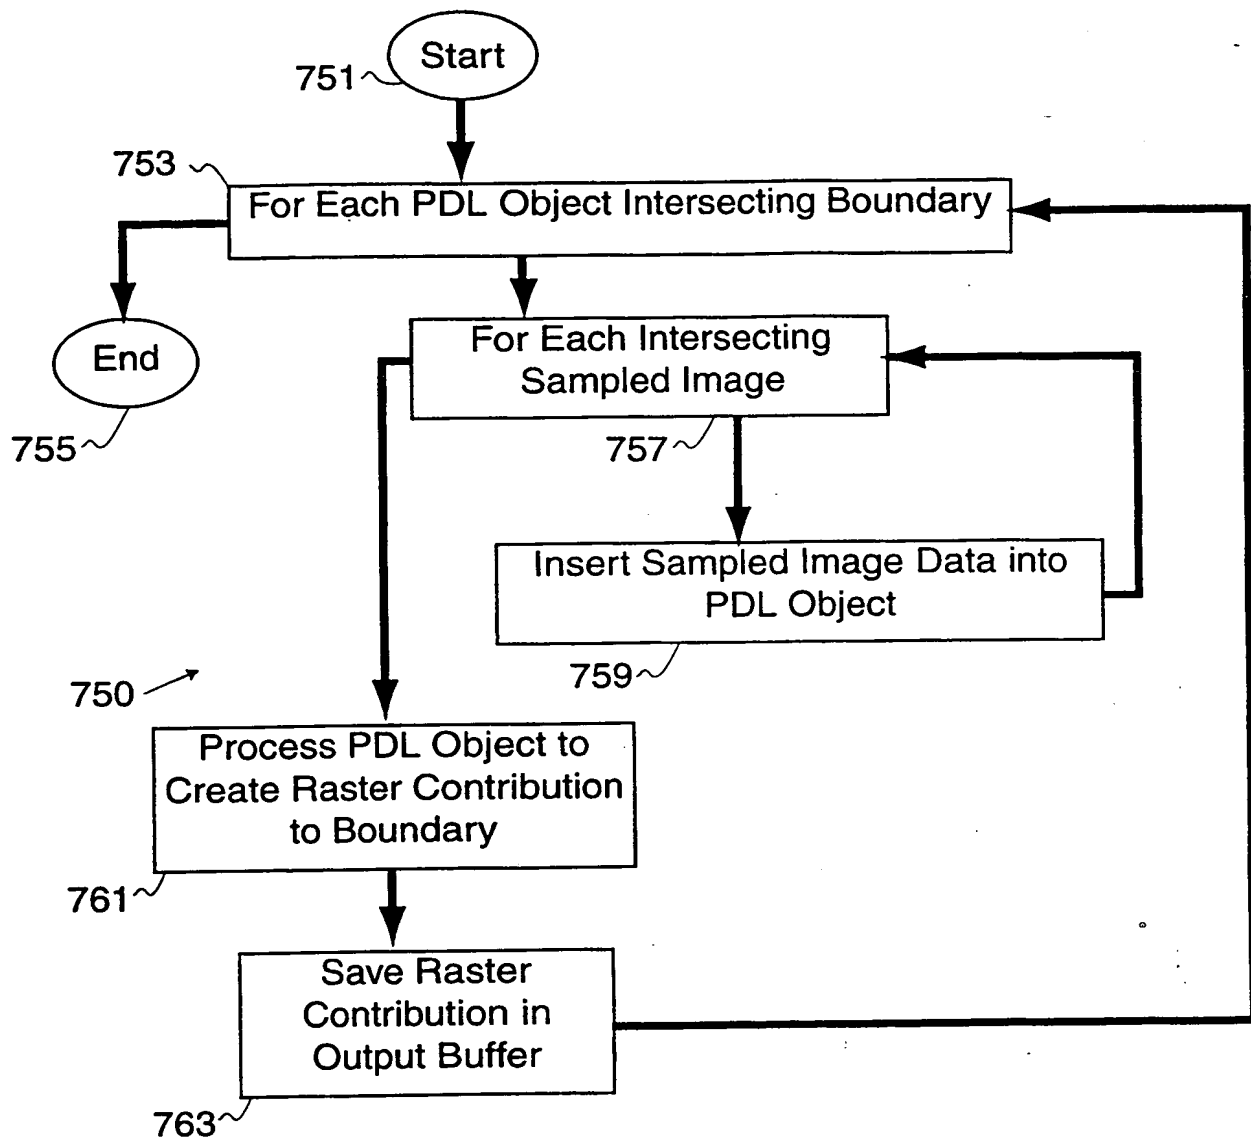 Start
751
753
For Each PDL Object Intersecting Boundary
End
755
For Each Intersecting
Sampled Image
757
Insert Sampled Image Data into
PDL Object
759
750
Process PDL Object to
Create Raster Contribution
to Boundary
761
Save Raster
Contribution in
Output Buffer
763